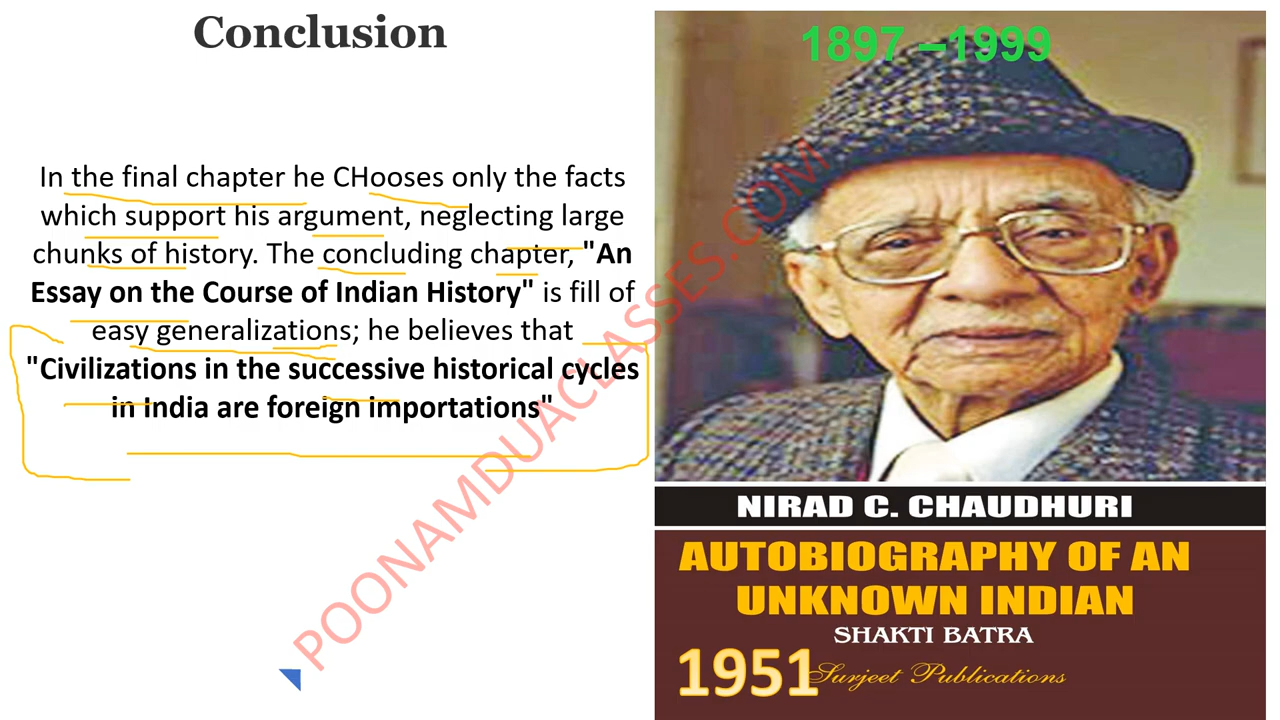 Conclusion
In the final chapter he CHooses only the facts
which support his argument, neglecting large
chunks of history. The concluding chapter, "An
Essay on the Course of Indian History" is fill of
easy generalizations; he believes that
"Civilizations in the successive historical cycles
in India are foreign importations"
POONAMDUACLASSES.COM
1897 –1999
NIRAD C. CHAUDHURI
AUTOBIOGRAPHY OF AN
UNKNOWN INDIAN
SHAKTI BATRA
1951
Surjeet Publications